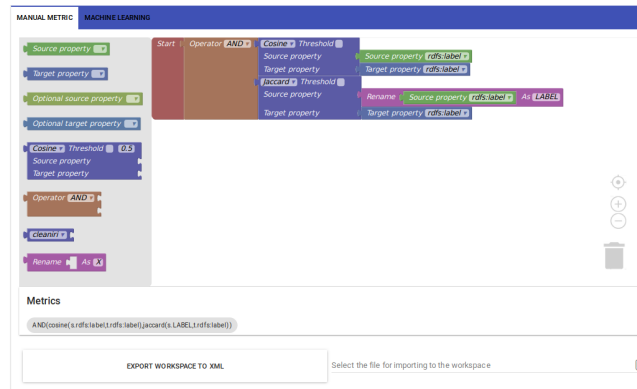 MANUAL METRIC MACHINE LEARNING
Source property
Target property
Optional source property
Optional target property
Cosine Threshold 0.5
Source property
Target property
Operator AND
cleaniri
Rename As X
Start Operator AND Cosine Threshold
Source property Source property rdfs:label
Target property Target property rdfs:label
Jaccard Threshold
Source property Rename Source property rdfs:label As LABEL
Target property Target property rdfs:label
Metrics
AND(cosine(s.rdfs:label,t.rdfs:label),jaccard(s.LABEL,t.rdfs:label))
EXPORT WORKSPACE TO XML Select the file for importing to the workspace